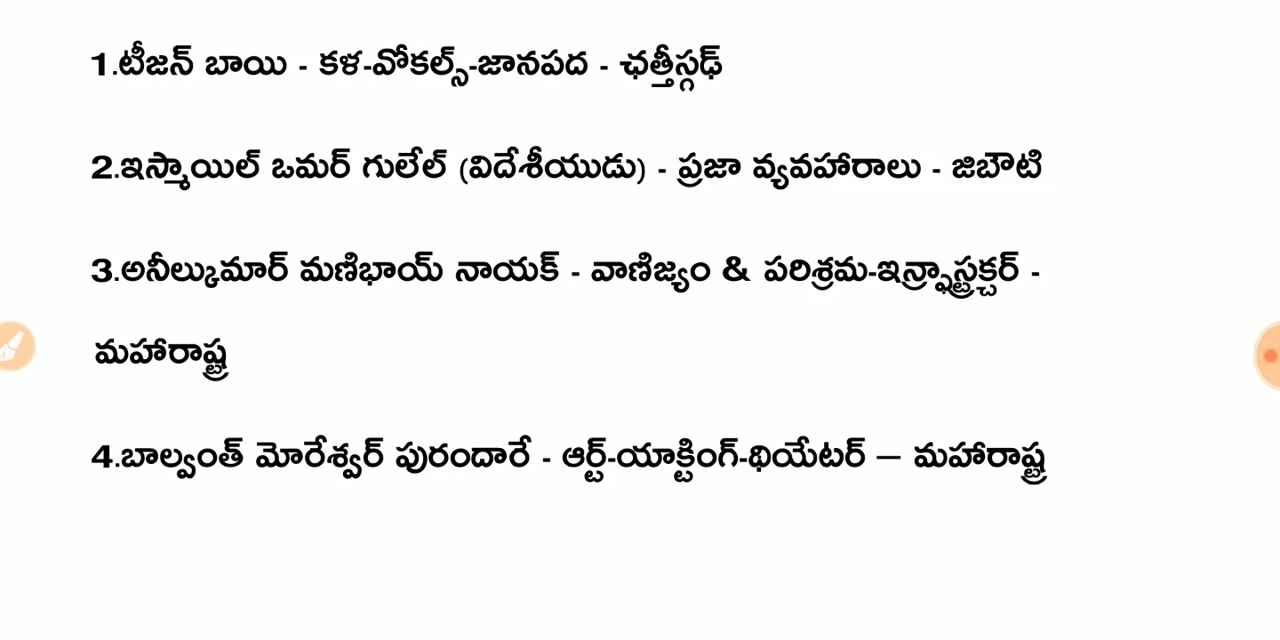 1.టీజన్ బాయి - కళ-వోకల్స్-జానపద - ఛత్తీస్గఢ్
2.ఇస్మాయిల్ ఒమర్ గులేల్ (విదేశీయుడు) - ప్రజా వ్యవహారాలు - జిబౌటి
3.అనీల్కుమార్ మణిభాయ్ నాయక్ - వాణిజ్యం & పరిశ్రమ-ఇన్ఫ్రాస్ట్రక్చర్ -
మహారాష్ట్ర
4.బాల్వంత్ మోరేశ్వర్ పురందారే - ఆర్ట్-యాక్టింగ్-థియేటర్ – మహారాష్ట్ర